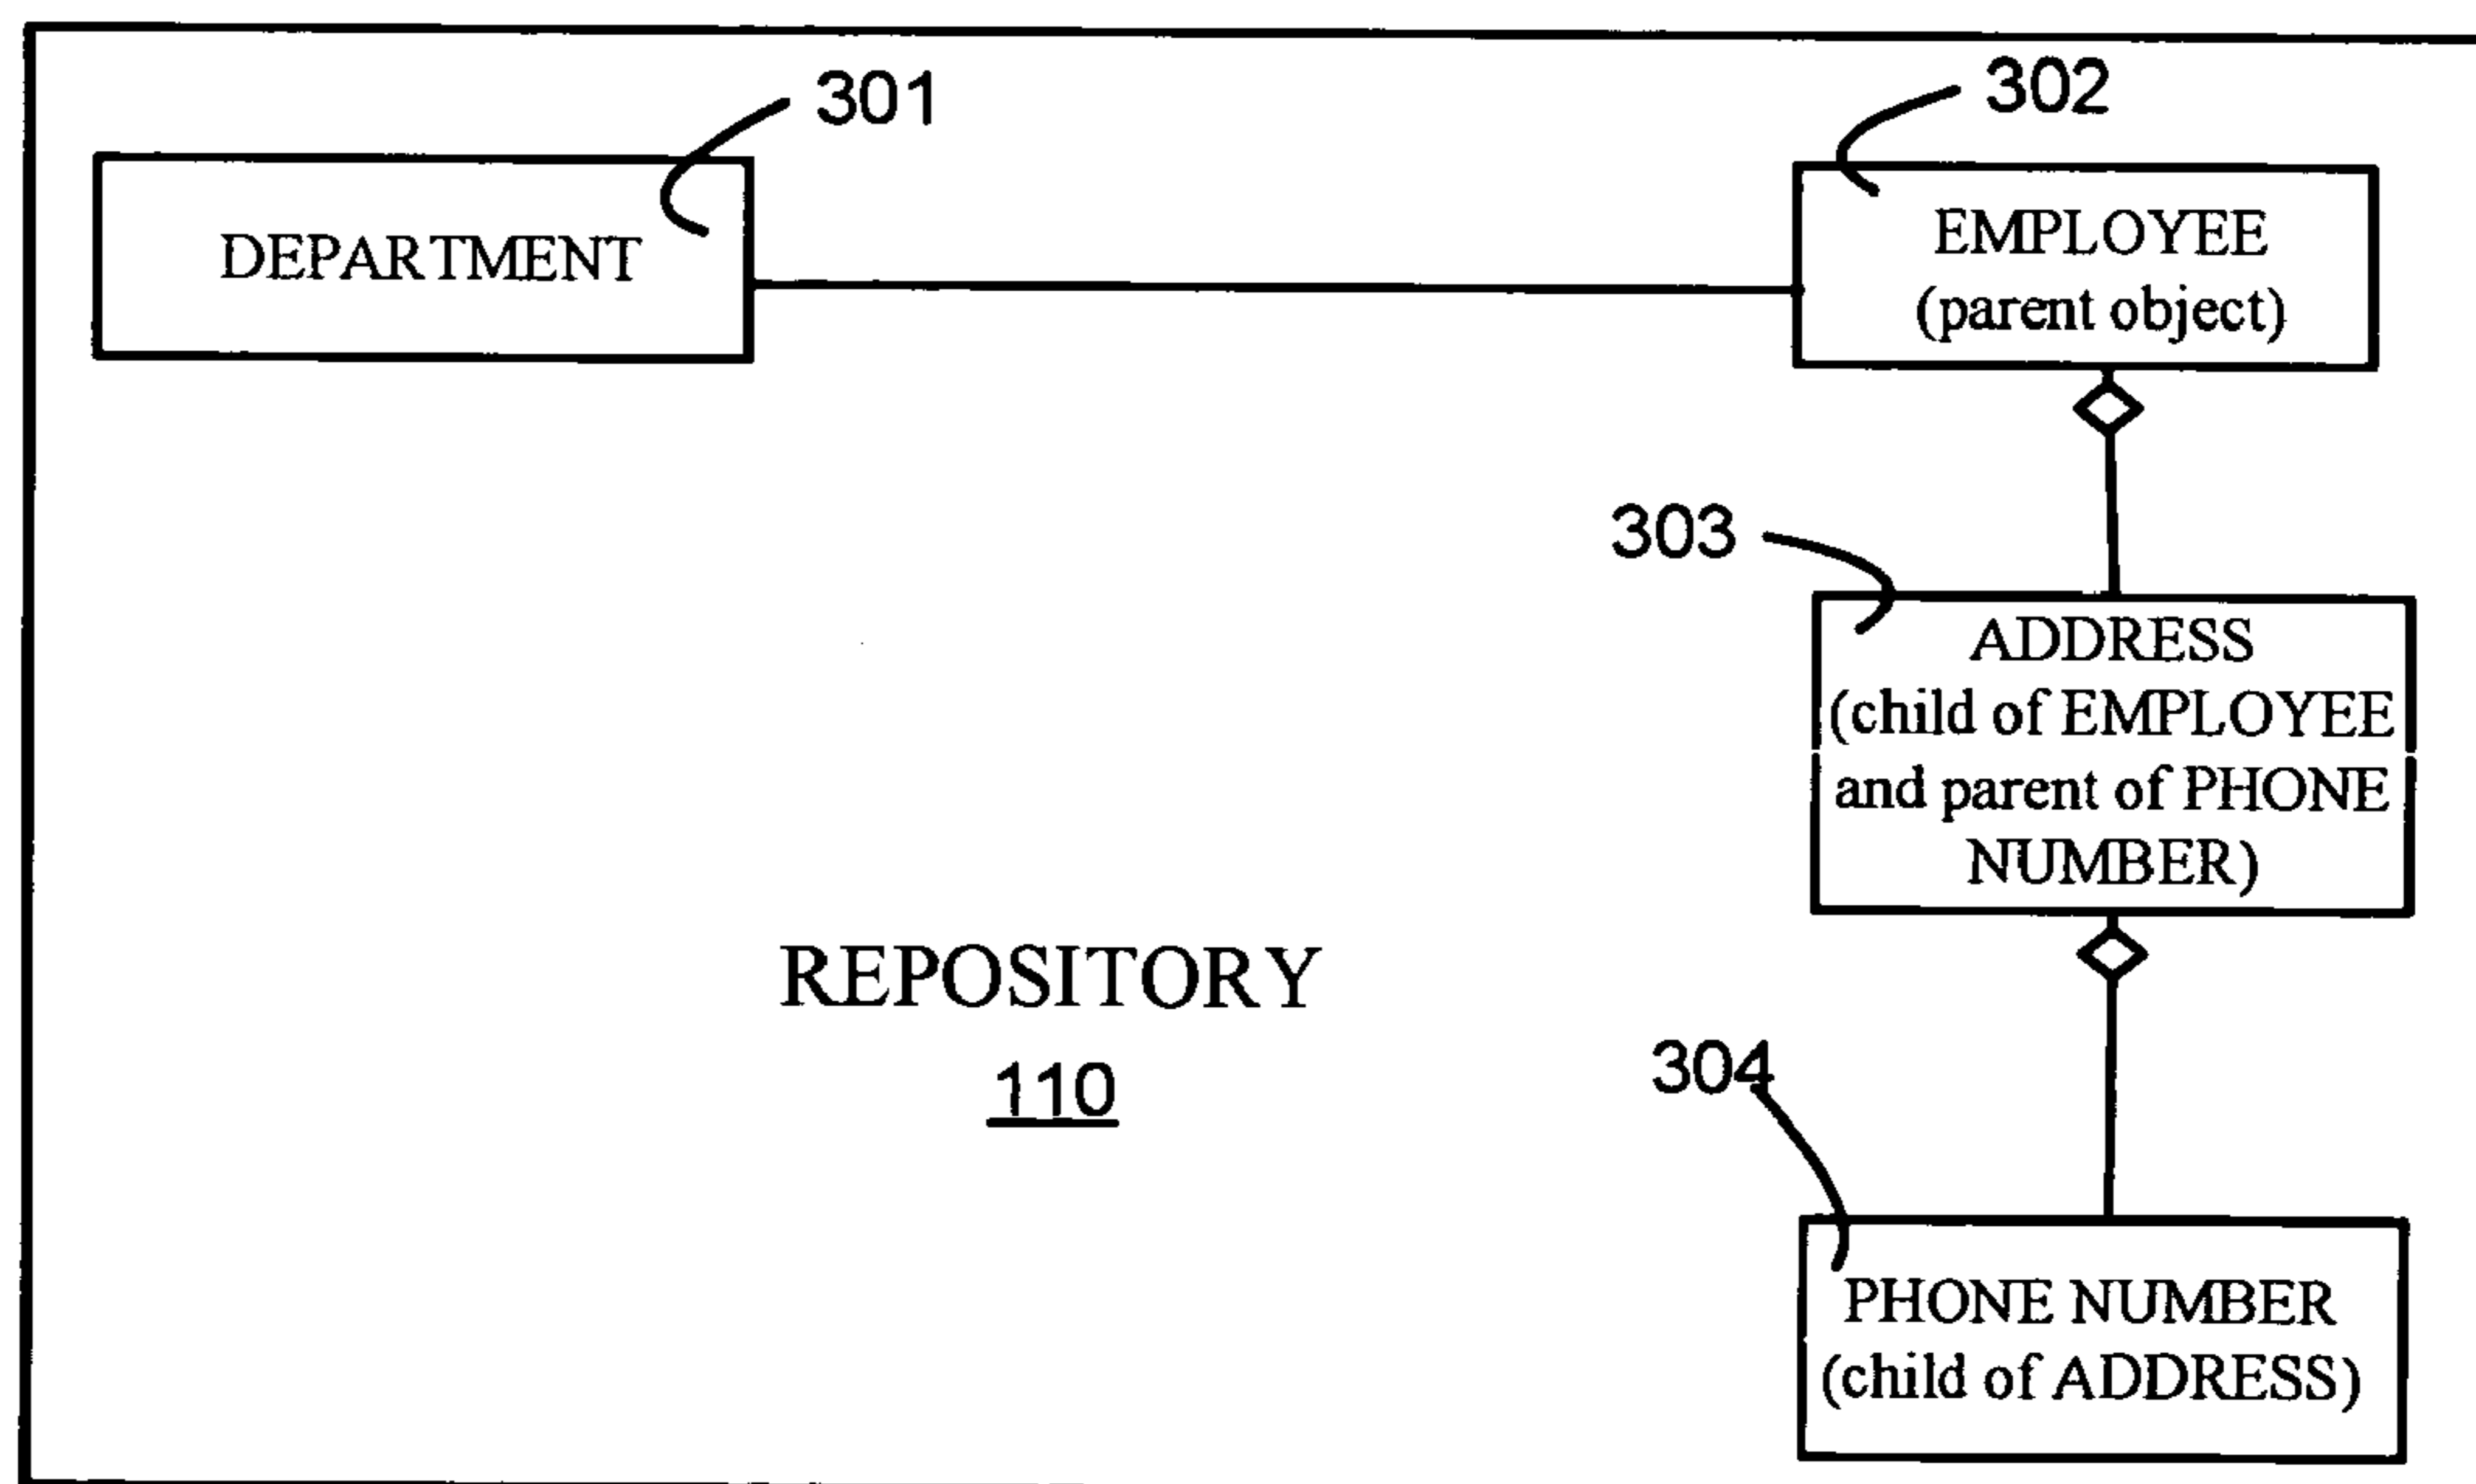 301
302
DEPARTMENT
EMPLOYEE
(parent object)
303
ADDRESS
(child of EMPLOYEE
and parent of PHONE
NUMBER)
REPOSITORY
110
304
PHONE NUMBER
(child of ADDRESS)